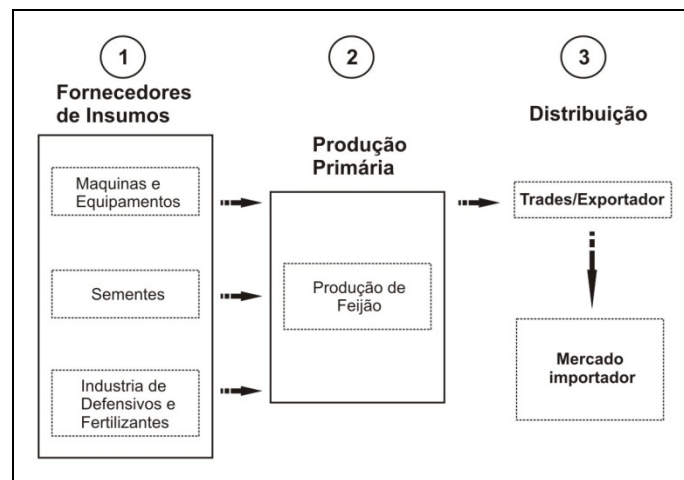 1
Fornecedores
de Insumos
Maquinas e
Equipamentos
Sementes
Industria de
Defensivos e
Fertilizantes
2
Produção
Primária
Produção de
Feijão
3
Distribuição
Trades/Exportador
Mercado
importador